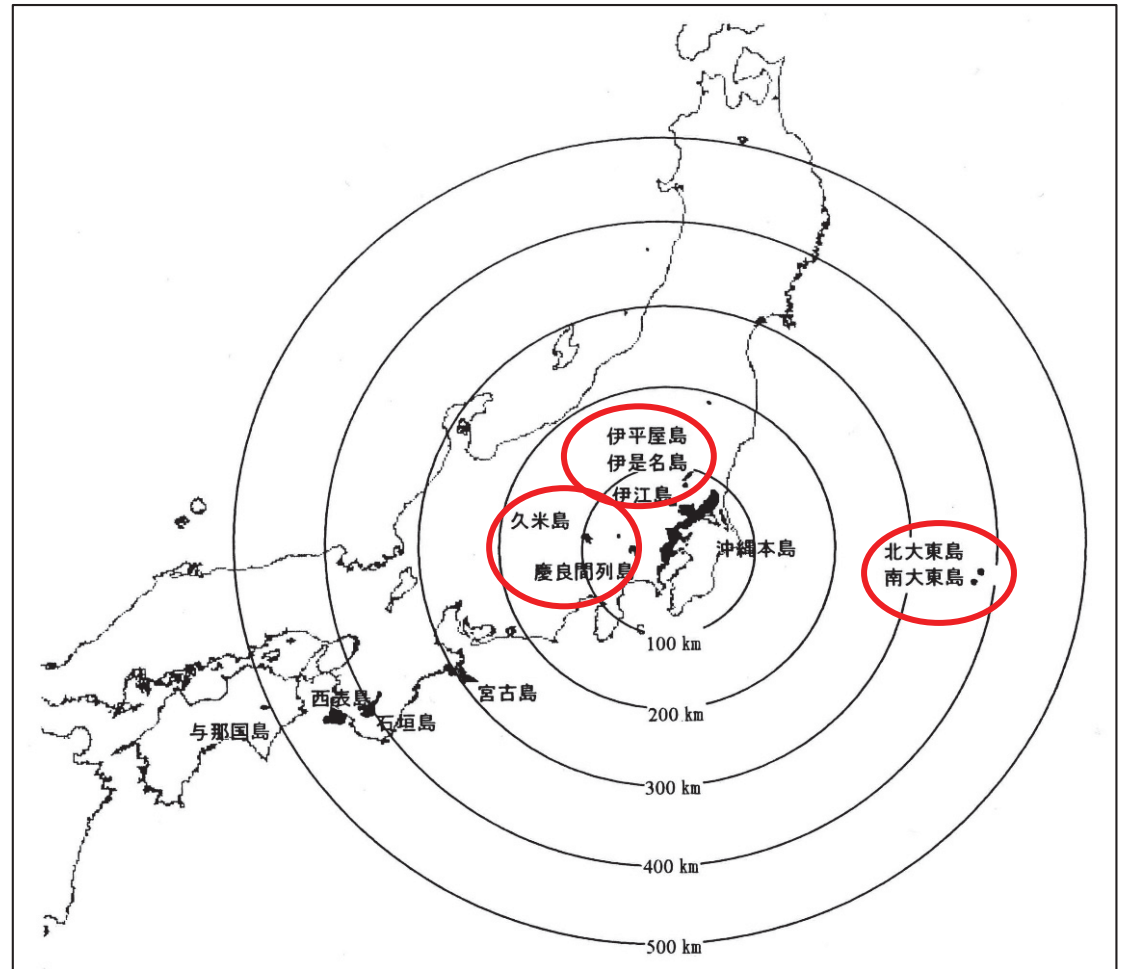 伊平屋島
伊是名島
伊江島
久米島
慶良間列島
沖縄本島
北大東島
南大東島
100 km
200 km
300 km
400 km
500 km
宮古島
西表島
石垣島
与那国島